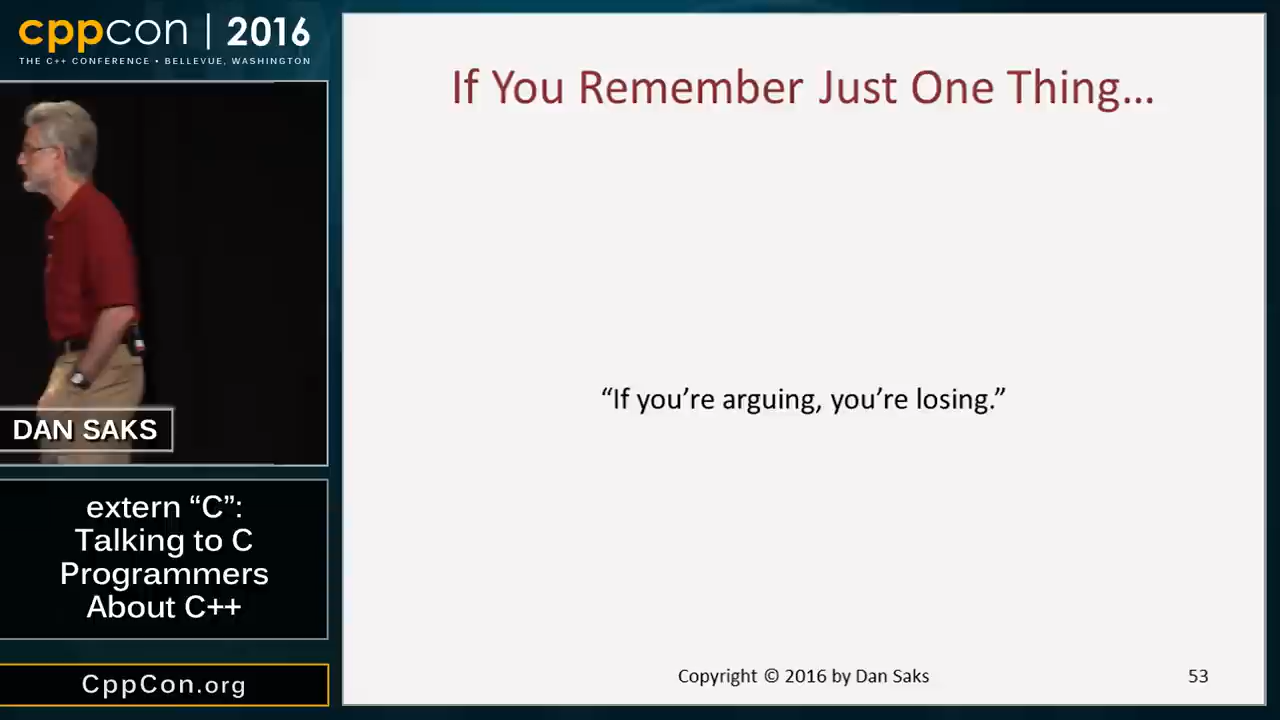 cppcon | 2016
THE C++ CONFERENCE • BELLEVUE, WASHINGTON
DAN SAKS
extern “C”:
Talking to C
Programmers
About C++
CppCon.org
If You Remember Just One Thing…
“If you’re arguing, you’re losing.”
Copyright © 2016 by Dan Saks
53